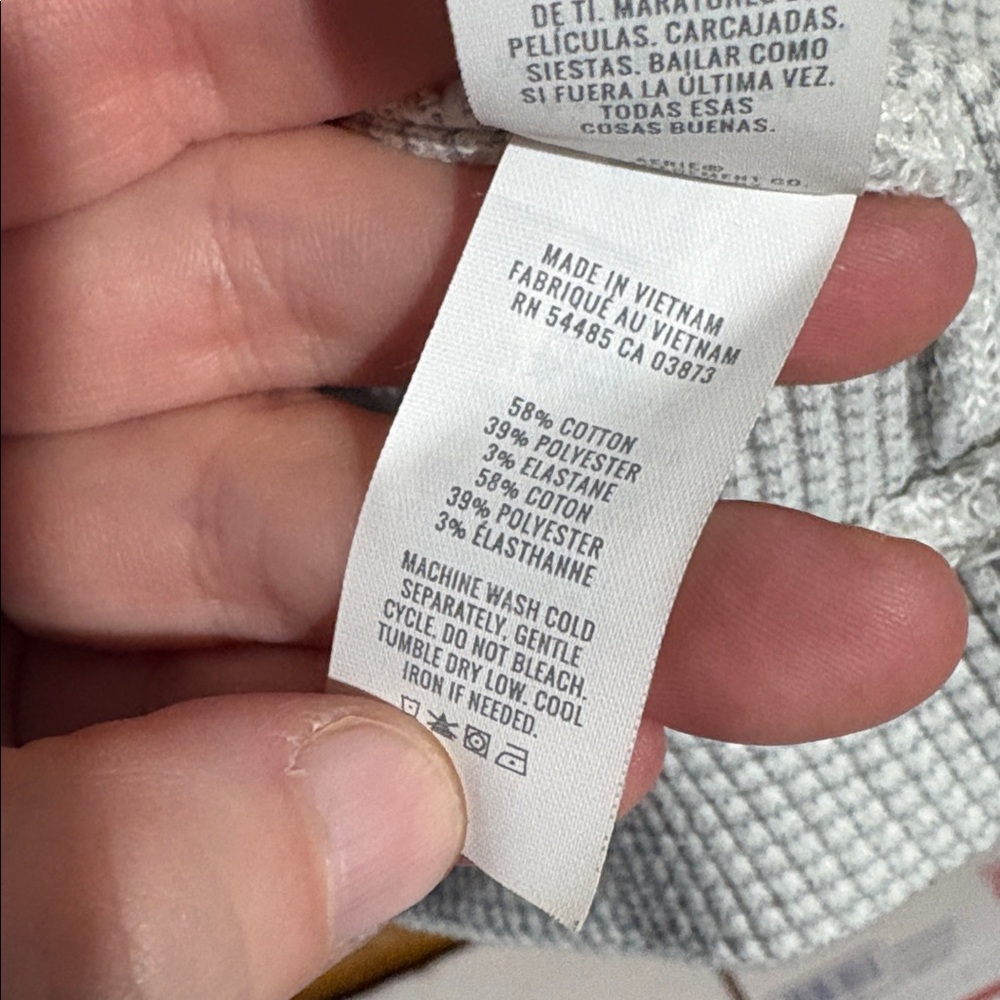 DE TI.
PELÍCULAS. CARCAJADAS.
SIESTAS. BAILAR COMO
SI FUERA LA ÚLTIMA VEZ.
TODAS ESAS
COSAS BUENAS.
MADE IN VIETNAM
FABRIQUÉ AU VIETNAM
RN 54485 CA 03873
58% COTTON
39% POLYESTER
3% ELASTANE
58% COTON
39% POLYESTER
3% ÉLASTHANNE
MACHINE WASH COLD
SEPARATELY, GENTLE
CYCLE. DO NOT BLEACH.
TUMBLE DRY LOW. COOL
IRON IF NEEDED.